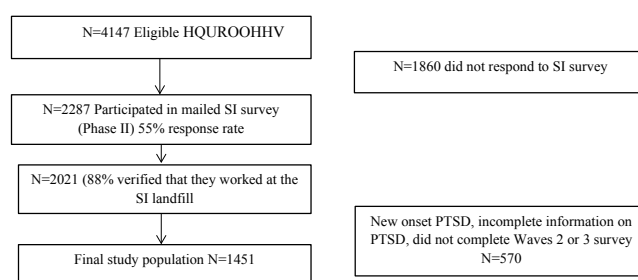 N=4147 Eligible HQUROOHHV
N=1860 did not respond to SI survey
N=2287 Participated in mailed SI survey
(Phase II) 55% response rate
N=2021 (88% verified that they worked at the
SI landfill
New onset PTSD, incomplete information on
PTSD, did not complete Waves 2 or 3 survey
N=570
Final study population N=1451